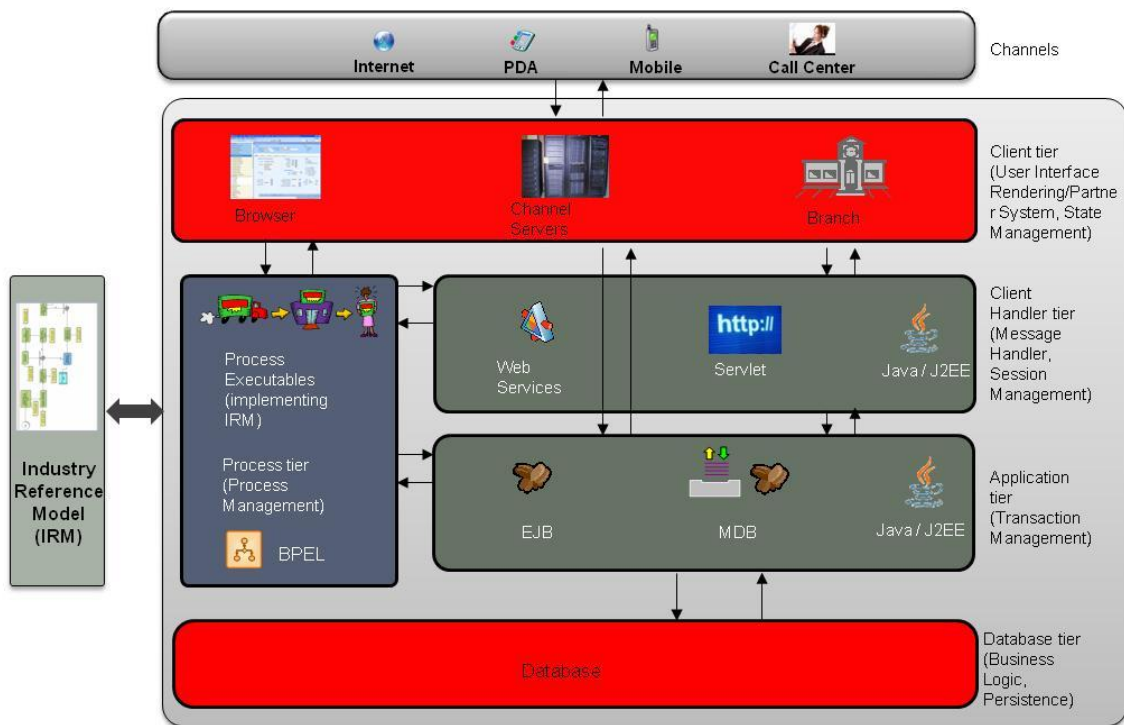 Internet
PDA
Mobile
Call Center
Channels
Browser
Channel
Servers
Branch
Client tier
(User Interface
Rendering/Partne
r System, State
Management)
Process
Executables
(implementing
IRM)
Process tier
(Process
Management)
BPEL
Web
Services
http://
Servlet
Java / J2EE
Client
Handler tier
(Message
Handler,
Session
Management)
EJB
MDB
Java / J2EE
Application
tier
(Transaction
Management)
Industry
Reference
Model
(IRM)
Database
Database tier
(Business
Logic,
Persistence)